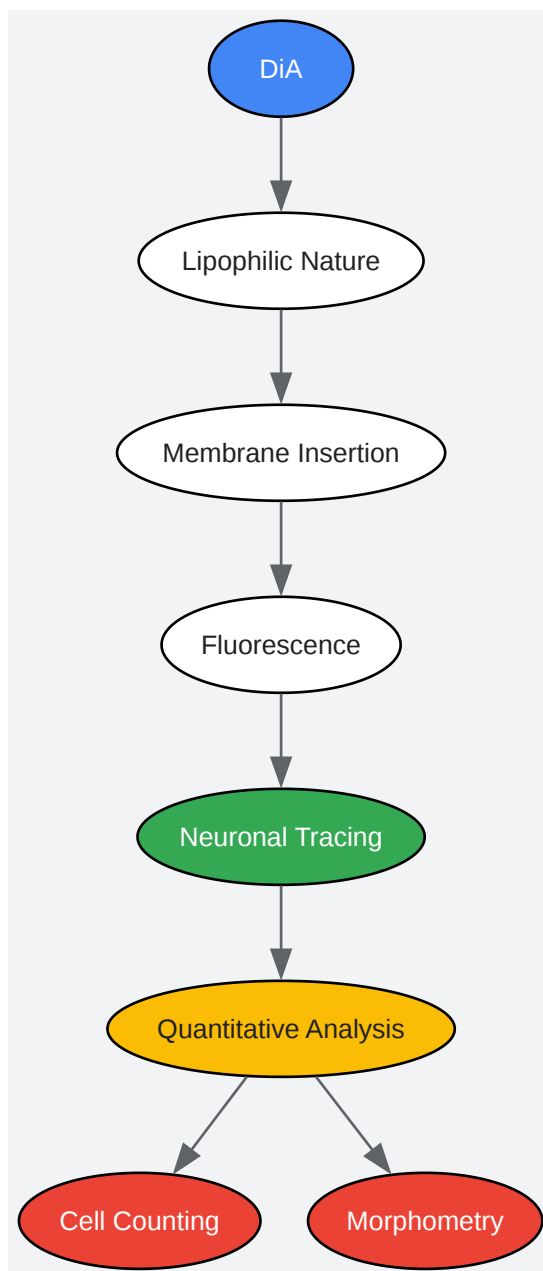 DiA
Lipophilic Nature
Membrane Insertion
Fluorescence
Neuronal Tracing
Quantitative Analysis
Cell Counting
Morphometry